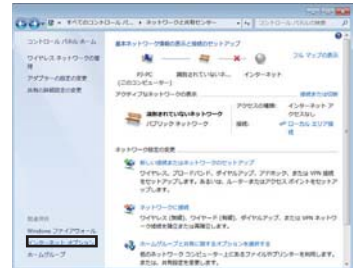 すべてのコントロール パ... ▸ ネットワークと共有センター
コントロール パネルの検索
コントロール パネル ホーム
ワイヤレス ネットワークの管理
アダプターの設定の変更
共有の詳細設定の変更
基本ネットワーク情報の表示と接続のセットアップ
フル マップの表示
PJ-PC
(このコンピューター)
識別されていないネ...
インターネット
アクティブなネットワークの表示
接続または切断
識別されていないネットワーク
パブリック ネットワーク
アクセスの種類:
インターネット アクセスなし
接続:
ローカル エリア接続
ネットワーク設定の変更
新しい接続またはネットワークのセットアップ
ワイヤレス、ブロードバンド、ダイヤルアップ、アドホック、または VPN 接続
をセットアップします。あるいは、ルーターまたはアクセス ポイントをセットア
ップします。
ネットワークに接続
ワイヤレス (無線)、ワイヤード (有線)、ダイヤルアップ、または VPN ネットワ
ーク接続を確立または再確立します。
ホームグループと共有に関するオプションを選択する
他のネットワーク コンピューター上にあるファイルやプリンターを利用します。
または、共有設定を変更します。
関連項目
Windows ファイアウォール
インターネット オプション
ホームグループ